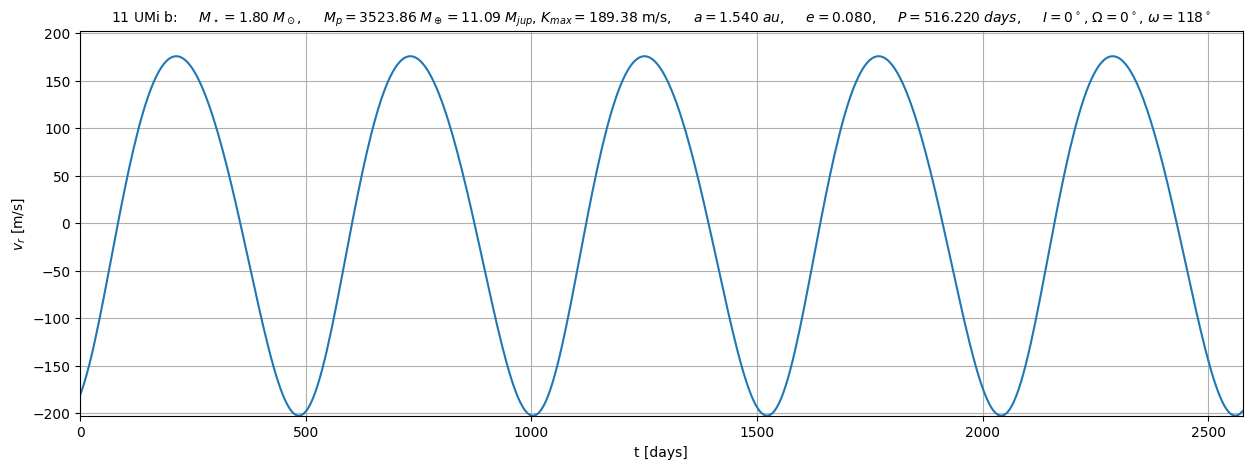 11 UMi b: M⋆ = 1.80 M⊙, Mp = 3523.86 M⊕ = 11.09 Mjup, Kmax = 189.38 m/s, a = 1.540 au, e = 0.080, P = 516.220 days, I = 0°, Ω = 0°, ω = 118°
200
150
100
50
0
−50
−100
−150
−200
vr [m/s]
0 500 1000 1500 2000 2500
t [days]